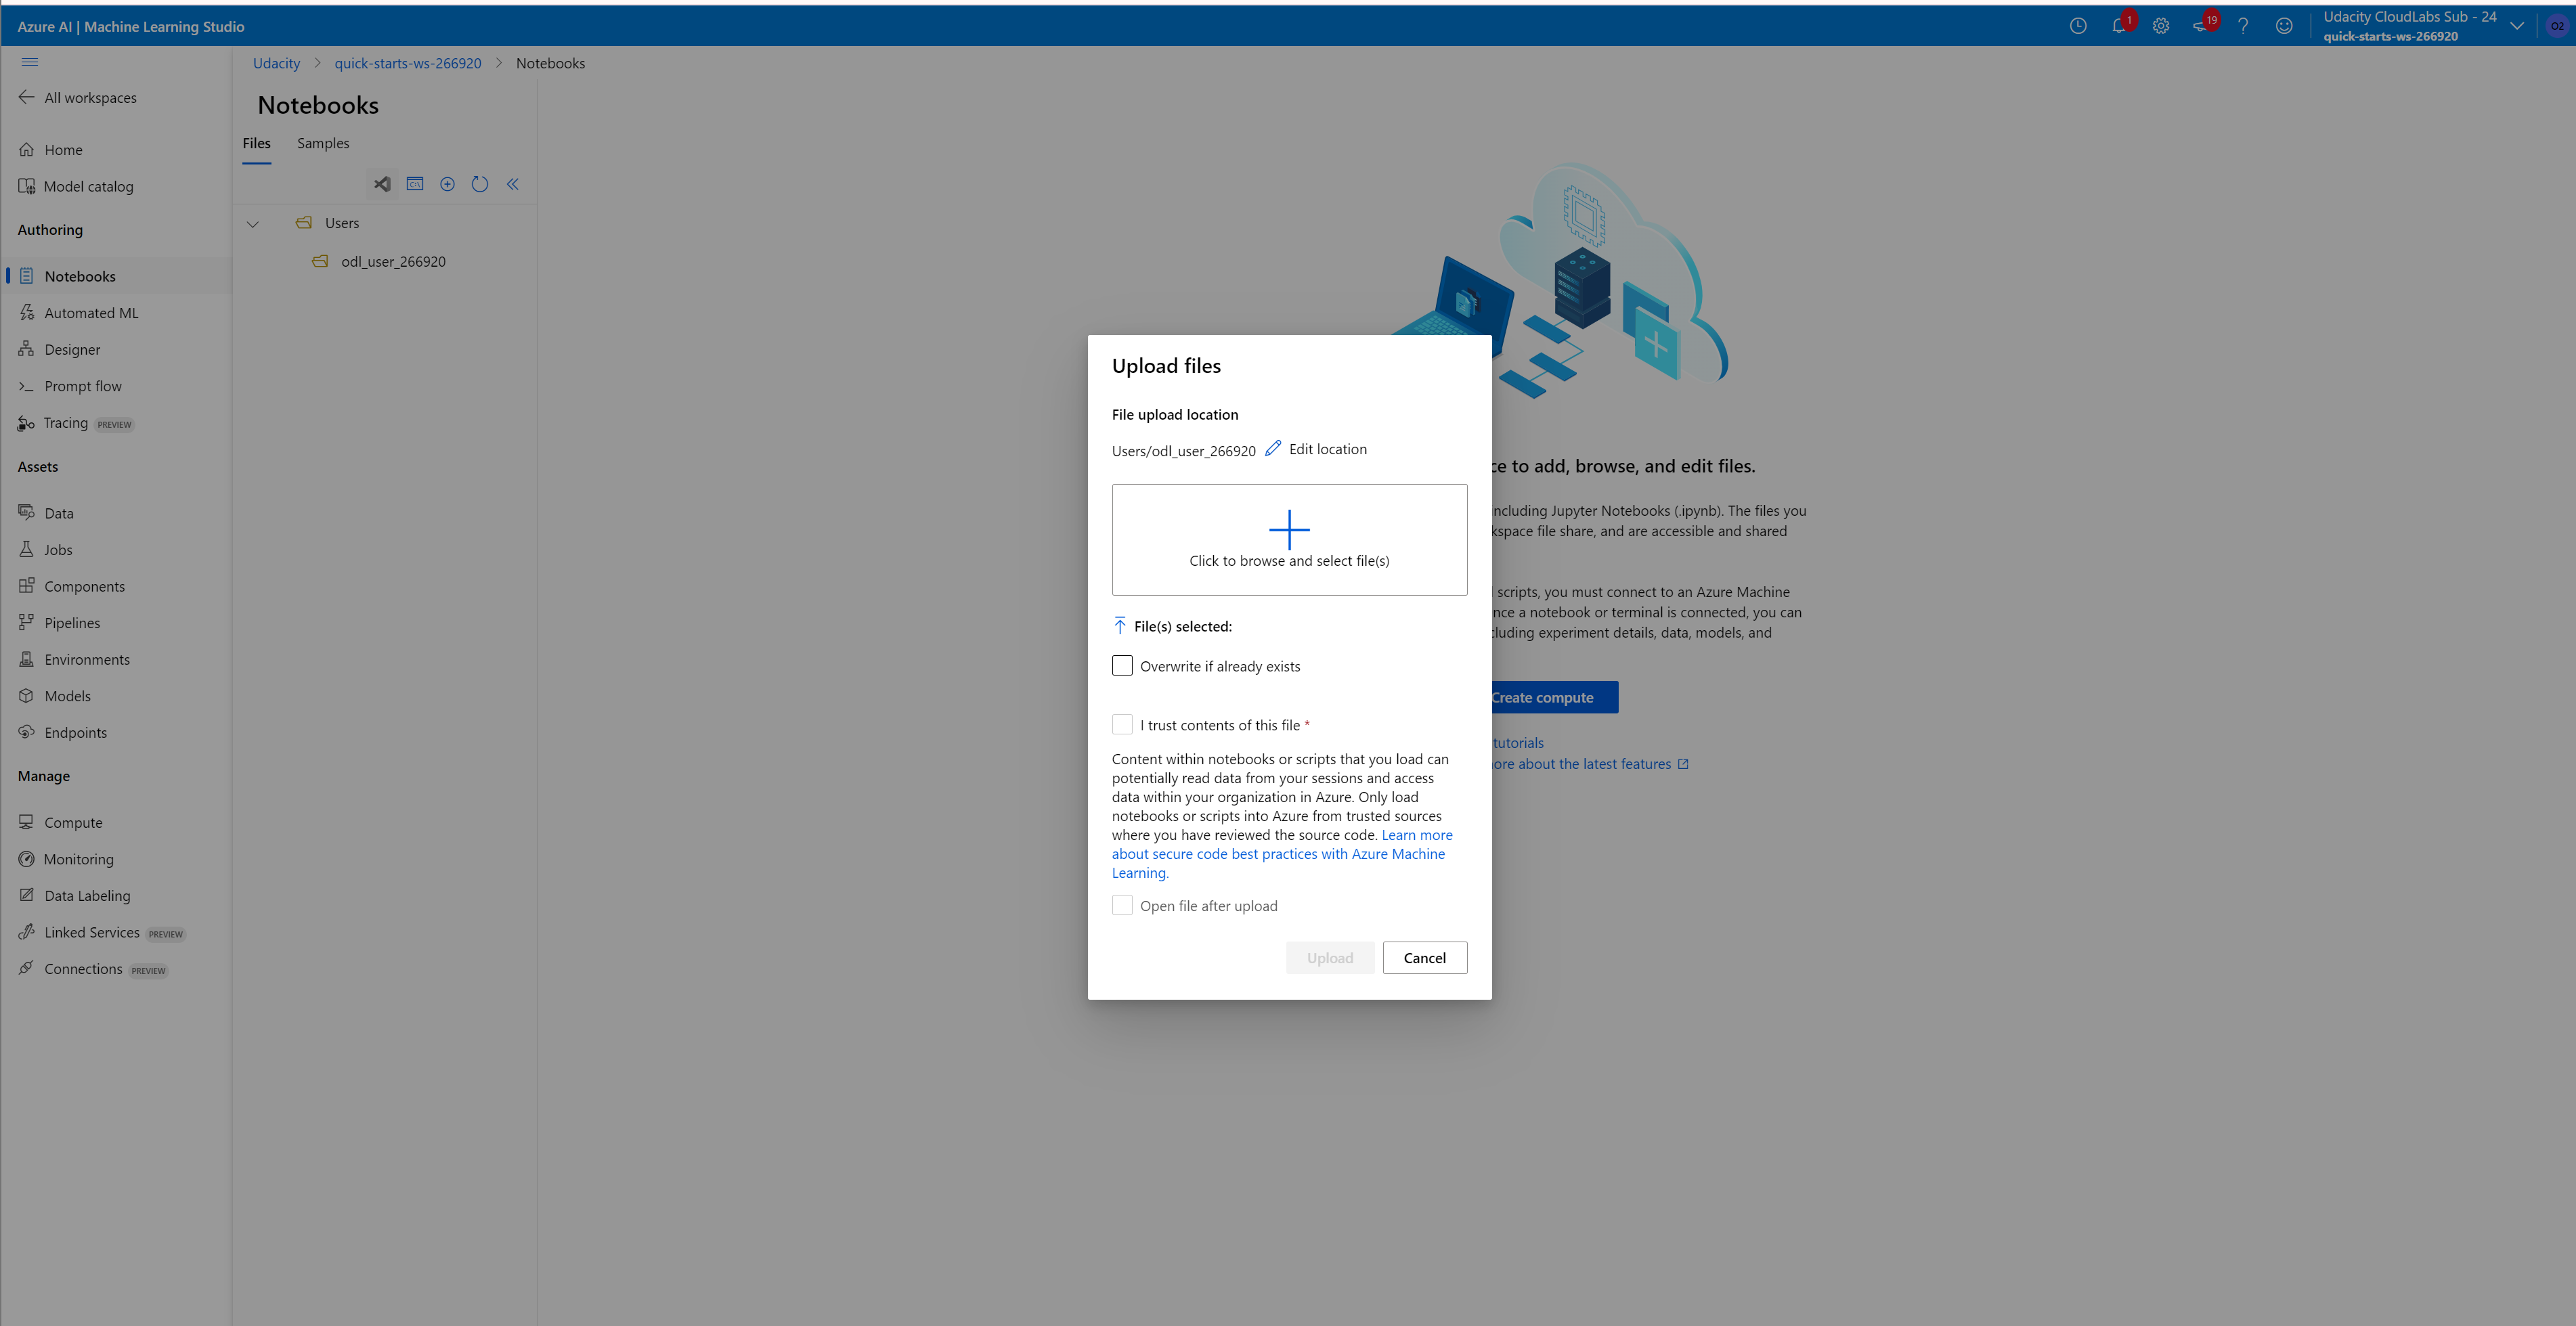 Azure AI | Machine Learning Studio
1
19
Udacity CloudLabs Sub - 24
quick-starts-ws-266920
O2
All workspaces
Home
Model catalog
Authoring
Notebooks
Automated ML
Designer
Prompt flow
Tracing PREVIEW
Assets
Data
Jobs
Components
Pipelines
Environments
Models
Endpoints
Manage
Compute
Monitoring
Data Labeling
Linked Services PREVIEW
Connections PREVIEW
Udacity > quick-starts-ws-266920 > Notebooks
Notebooks
Files Samples
Users
odl_user_266920
Upload files
File upload location
Users/odl_user_266920 Edit location
Click to browse and select file(s)
File(s) selected:
Overwrite if already exists
I trust contents of this file *
Content within notebooks or scripts that you load can
potentially read data from your sessions and access
data within your organization in Azure. Only load
notebooks or scripts into Azure from trusted sources
where you have reviewed the source code. Learn more
about secure code best practices with Azure Machine
Learning.
Open file after upload
Upload Cancel
to add, browse, and edit files.
including Jupyter Notebooks (.ipynb). The files you
file share, and are accessible and shared
scripts, you must connect to an Azure Machine
once a notebook or terminal is connected, you can
including experiment details, data, models, and
Create compute
tutorials
more about the latest features